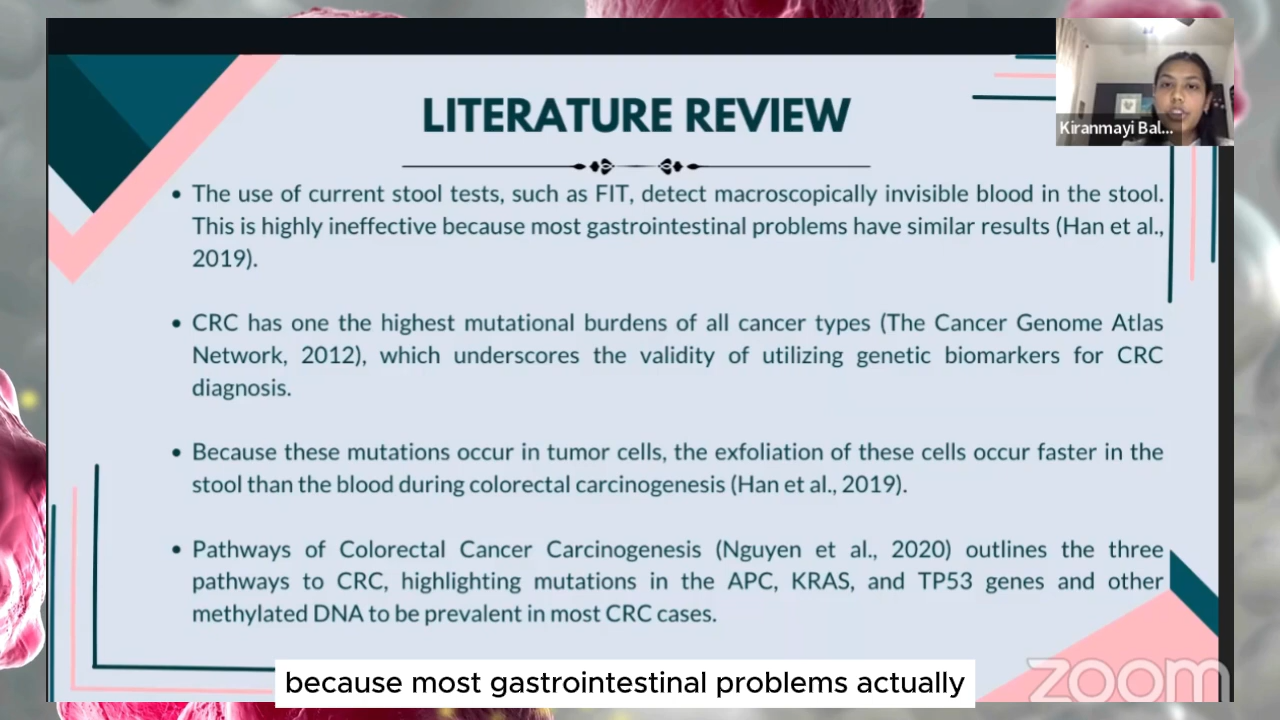 LITERATURE REVIEW
Kiranmayi Bal...
• The use of current stool tests, such as FIT, detect macroscopically invisible blood in the stool.
This is highly ineffective because most gastrointestinal problems have similar results (Han et al.,
2019).
• CRC has one the highest mutational burdens of all cancer types (The Cancer Genome Atlas
Network, 2012), which underscores the validity of utilizing genetic biomarkers for CRC
diagnosis.
• Because these mutations occur in tumor cells, the exfoliation of these cells occur faster in the
stool than the blood during colorectal carcinogenesis (Han et al., 2019).
• Pathways of Colorectal Cancer Carcinogenesis (Nguyen et al., 2020) outlines the three
pathways to CRC, highlighting mutations in the APC, KRAS, and TP53 genes and other
methylated DNA to be prevalent in most CRC cases.
because most gastrointestinal problems actually
zoom